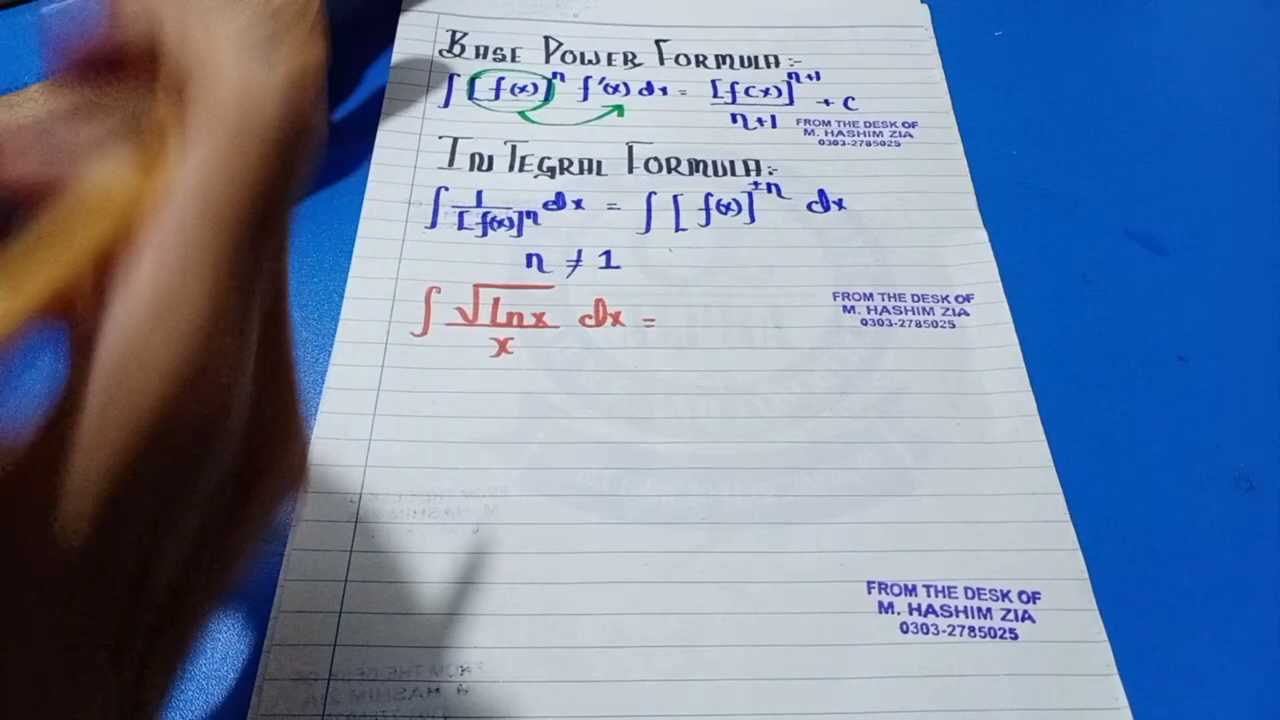 BASE POWER FORMULA:-
∫ [f(x)]^n f'(x) dx = [f(x)]^{n+1} / n+1 + c
FROM THE DESK OF
M. HASHIM ZIA
0303-2785025
INTEGRAL FORMULA:-
∫ 1/[f(x)]^n dx = ∫ [f(x)]^{±n} dx
n ≠ 1
∫ √lnx / x dx =
FROM THE DESK OF
M. HASHIM ZIA
0303-2785025
FROM THE DESK OF
M. HASHIM ZIA
0303-2785025